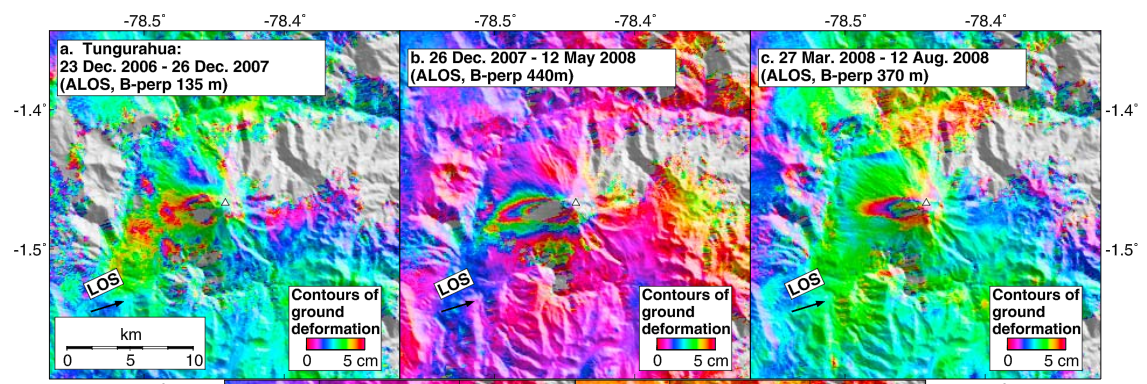 -78.5° -78.4° -78.5° -78.4° -78.5° -78.4°
a. Tungurahua:
23 Dec. 2006 - 26 Dec. 2007
(ALOS, B-perp 135 m)
b. 26 Dec. 2007 - 12 May 2008
(ALOS, B-perp 440m)
c. 27 Mar. 2008 - 12 Aug. 2008
(ALOS, B-perp 370 m)
-1.4° -1.4°
-1.5° -1.5°
LOS
km
0 5 10
Contours of
ground
deformation
0 5 cm
LOS
Contours of
ground
deformation
0 5 cm
LOS
Contours of
ground
deformation
0 5 cm